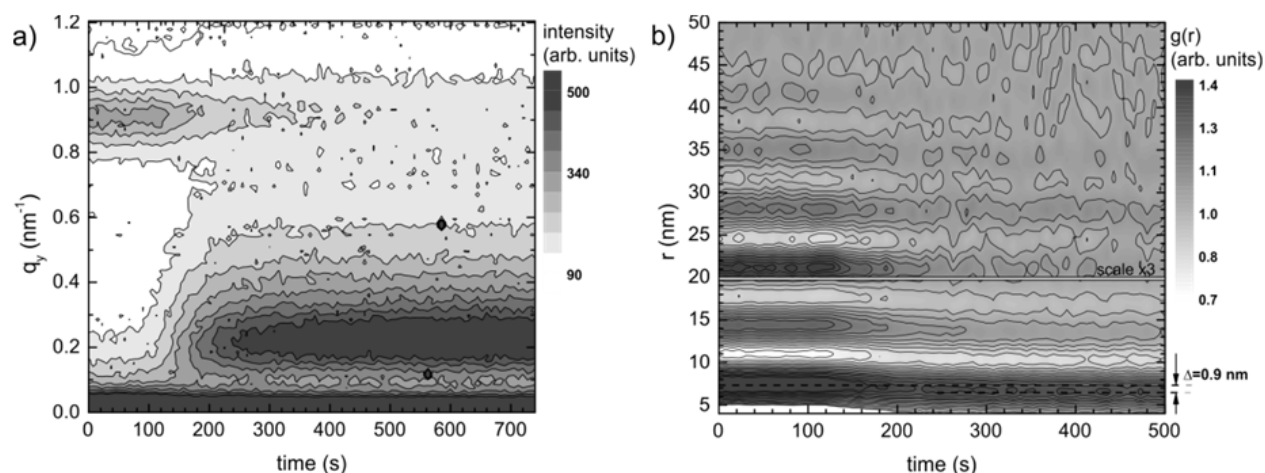 a)
1.2
1.0
0.8
0.6
0.4
0.2
0.0
q_y (nm⁻¹)
0 100 200 300 400 500 600 700
time (s)
intensity
(arb. units)
500
340
90
b)
50
45
40
35
30
25
20
15
10
5
r (nm)
scale x3
0 100 200 300 400 500
time (s)
g(r)
(arb. units)
1.4
1.3
1.1
1.0
0.8
0.7
Δ=0.9 nm